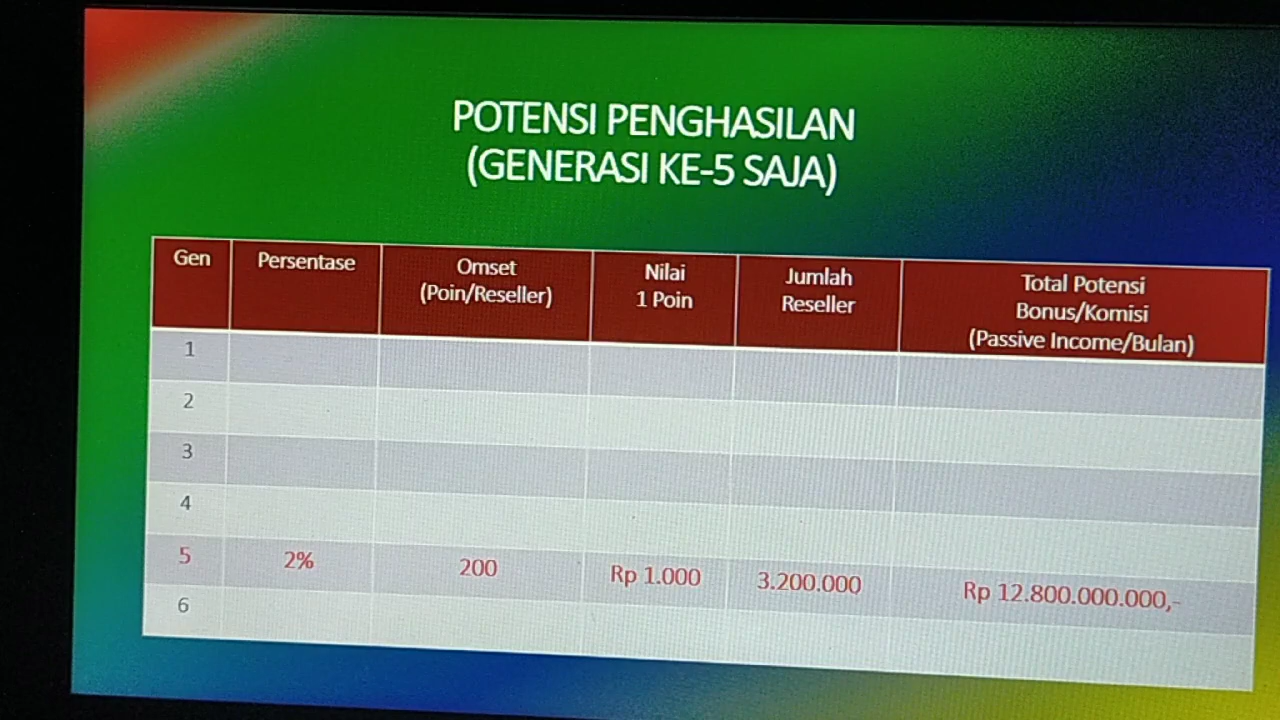 POTENSI PENGHASILAN
(GENERASI KE-5 SAJA)
Gen Persentase Omset (Poin/Reseller) Nilai 1 Poin Jumlah Reseller Total Potensi Bonus/Komisi (Passive Income/Bulan)
1
2
3
4
5 2% 200 Rp 1.000 3.200.000 Rp 12.800.000.000,-
6